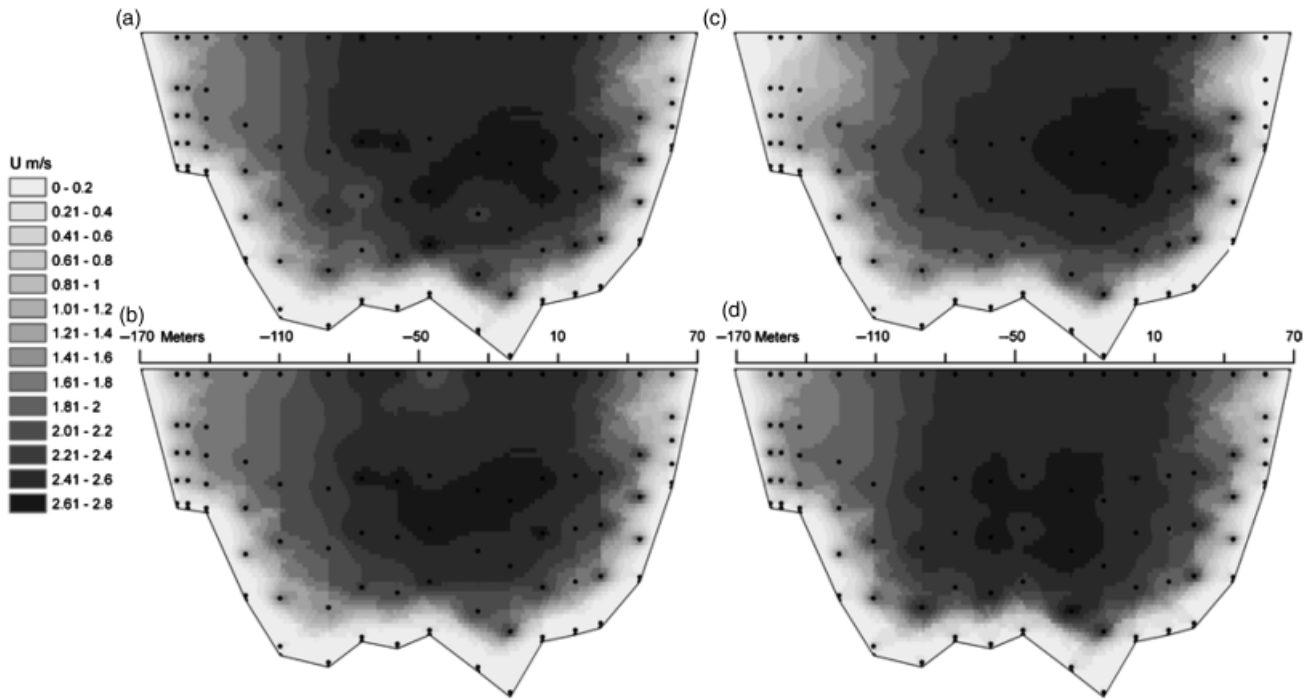 (a)
(c)
U m/s
0 - 0.2
0.21 - 0.4
0.41 - 0.6
0.61 - 0.8
0.81 - 1
1.01 - 1.2
1.21 - 1.4
1.41 - 1.6
1.61 - 1.8
1.81 - 2
2.01 - 2.2
2.21 - 2.4
2.41 - 2.6
2.61 - 2.8
(b)
−170 Meters −110 −50 10 70
(d)
−170 Meters −110 −50 10 70